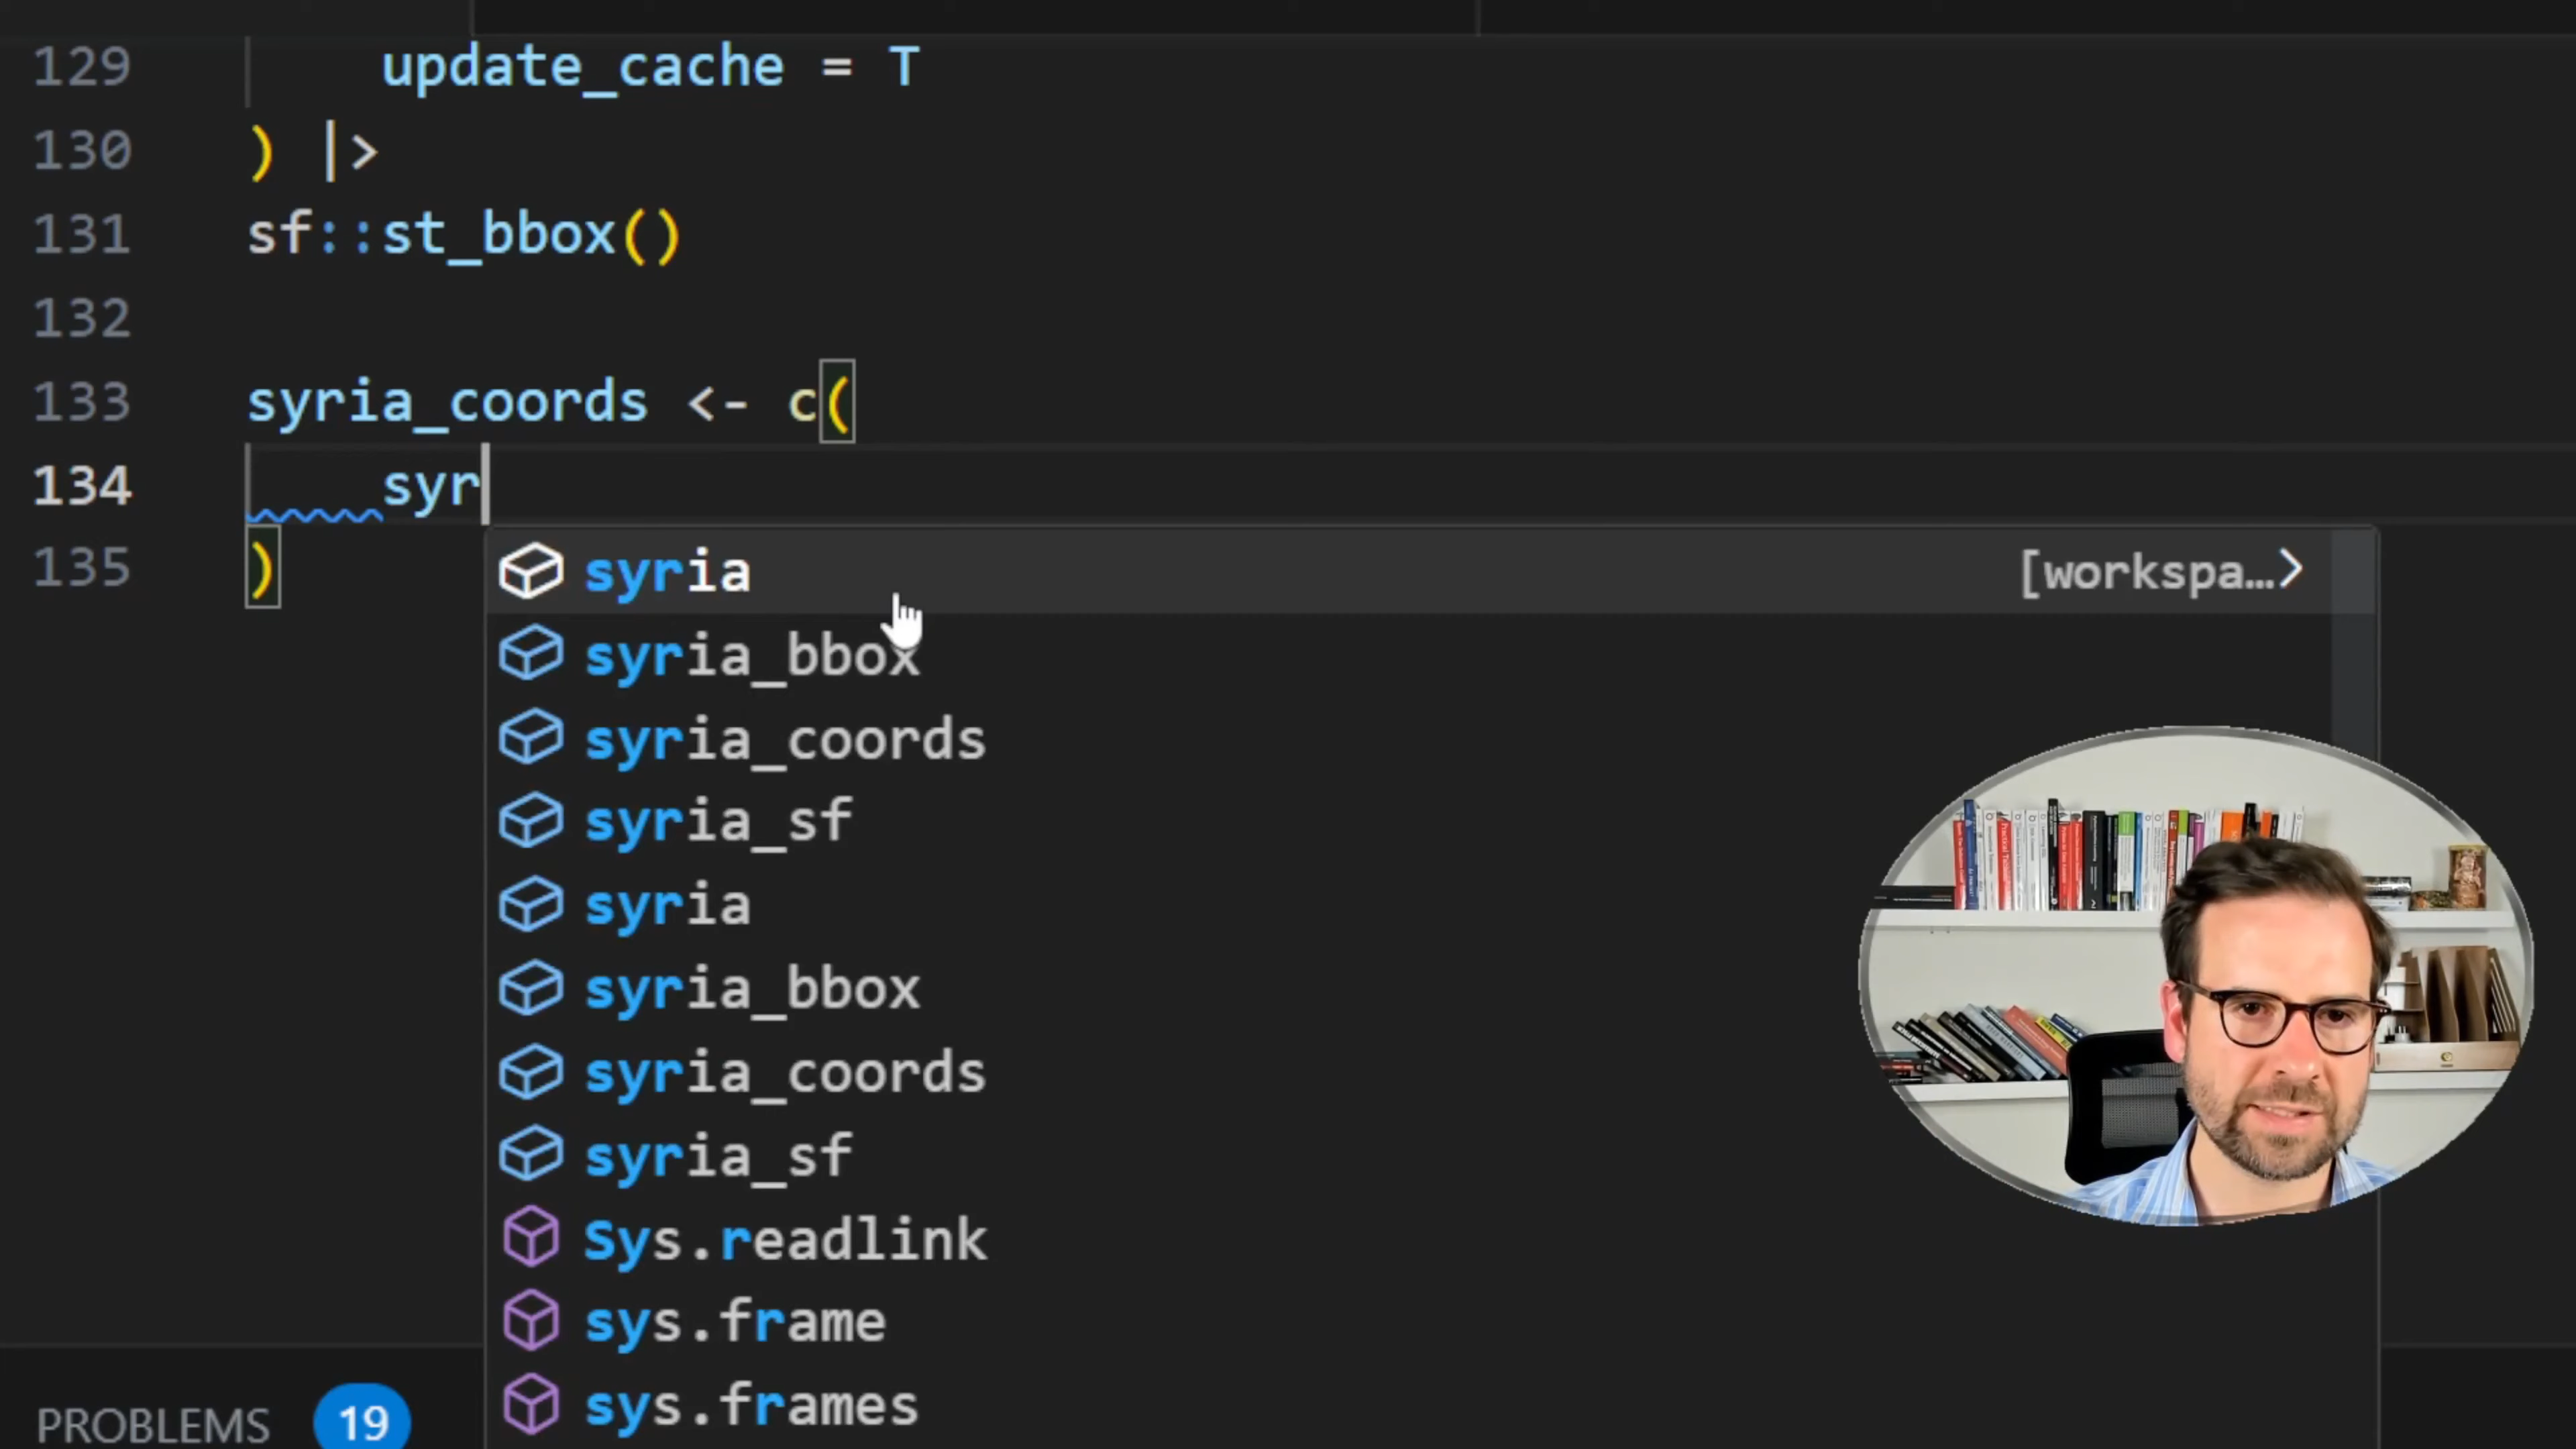 129 update_cache = T
130 ) |>
131 sf::st_bbox()
132
133 syria_coords <- c(
134 syr
135 )
syria [workspa…>
syria_bbox
syria_coords
syria_sf
syria
syria_bbox
syria_coords
syria_sf
Sys.readlink
sys.frame
sys.frames
PROBLEMS 19